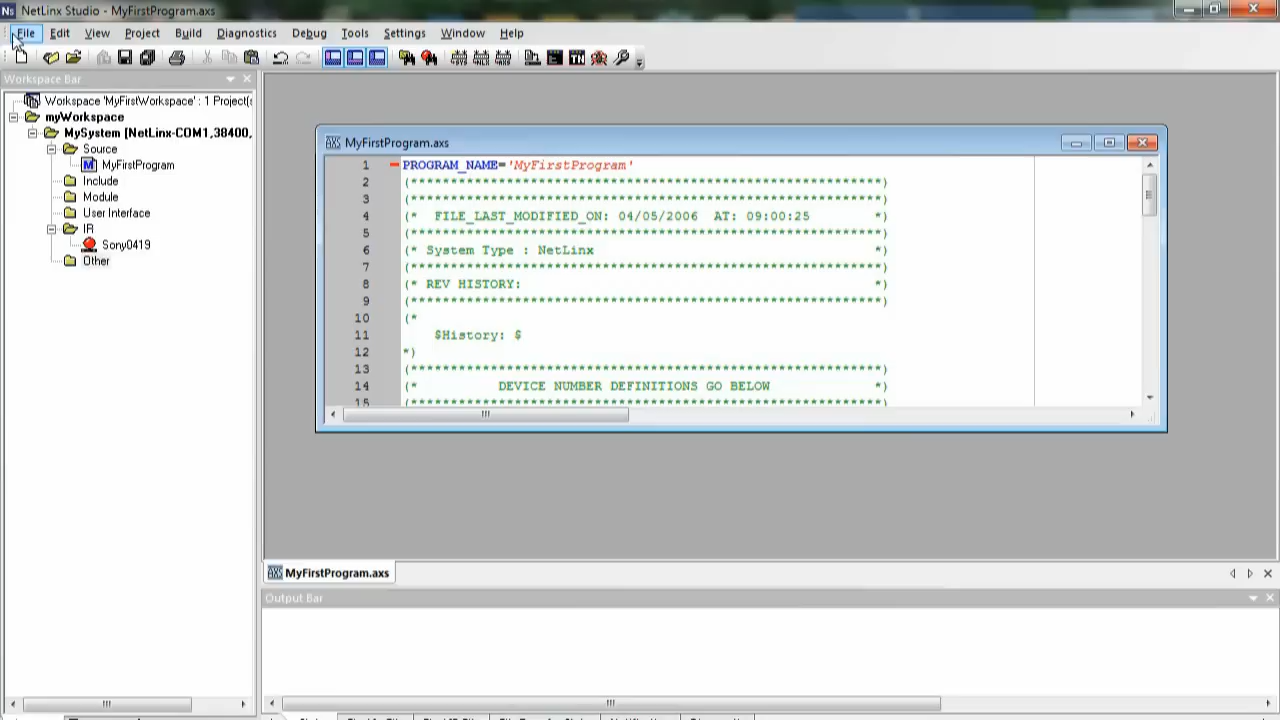 NetLinx Studio - MyFirstProgram.axs
File Edit View Project Build Diagnostics Debug Tools Settings Window Help
Workspace Bar
Workspace 'MyFirstWorkspace' : 1 Project(s
myWorkspace
MySystem [NetLinx-COM1,38400,
Source
MyFirstProgram
Include
Module
User Interface
IR
Sony0419
Other
MyFirstProgram.axs
1 PROGRAM_NAME='MyFirstProgram'
2 (***********************************************************)
3 (***********************************************************)
4 (* FILE_LAST_MODIFIED_ON: 04/05/2006 AT: 09:00:25 *)
5 (***********************************************************)
6 (* System Type : NetLinx *)
7 (***********************************************************)
8 (* REV HISTORY: *)
9 (***********************************************************)
10 (*
11 $History: $
12 *)
13 (***********************************************************)
14 (* DEVICE NUMBER DEFINITIONS GO BELOW *)
15 (***********************************************************)
MyFirstProgram.axs
Output Bar